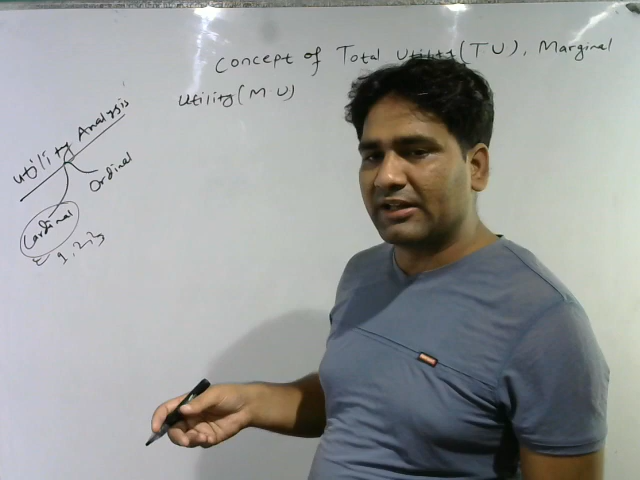 Concept of Total Utility(TU), Marginal
Utility(MU)
Utility Analysis
Ordinal
Cardinal
1, 2, 3